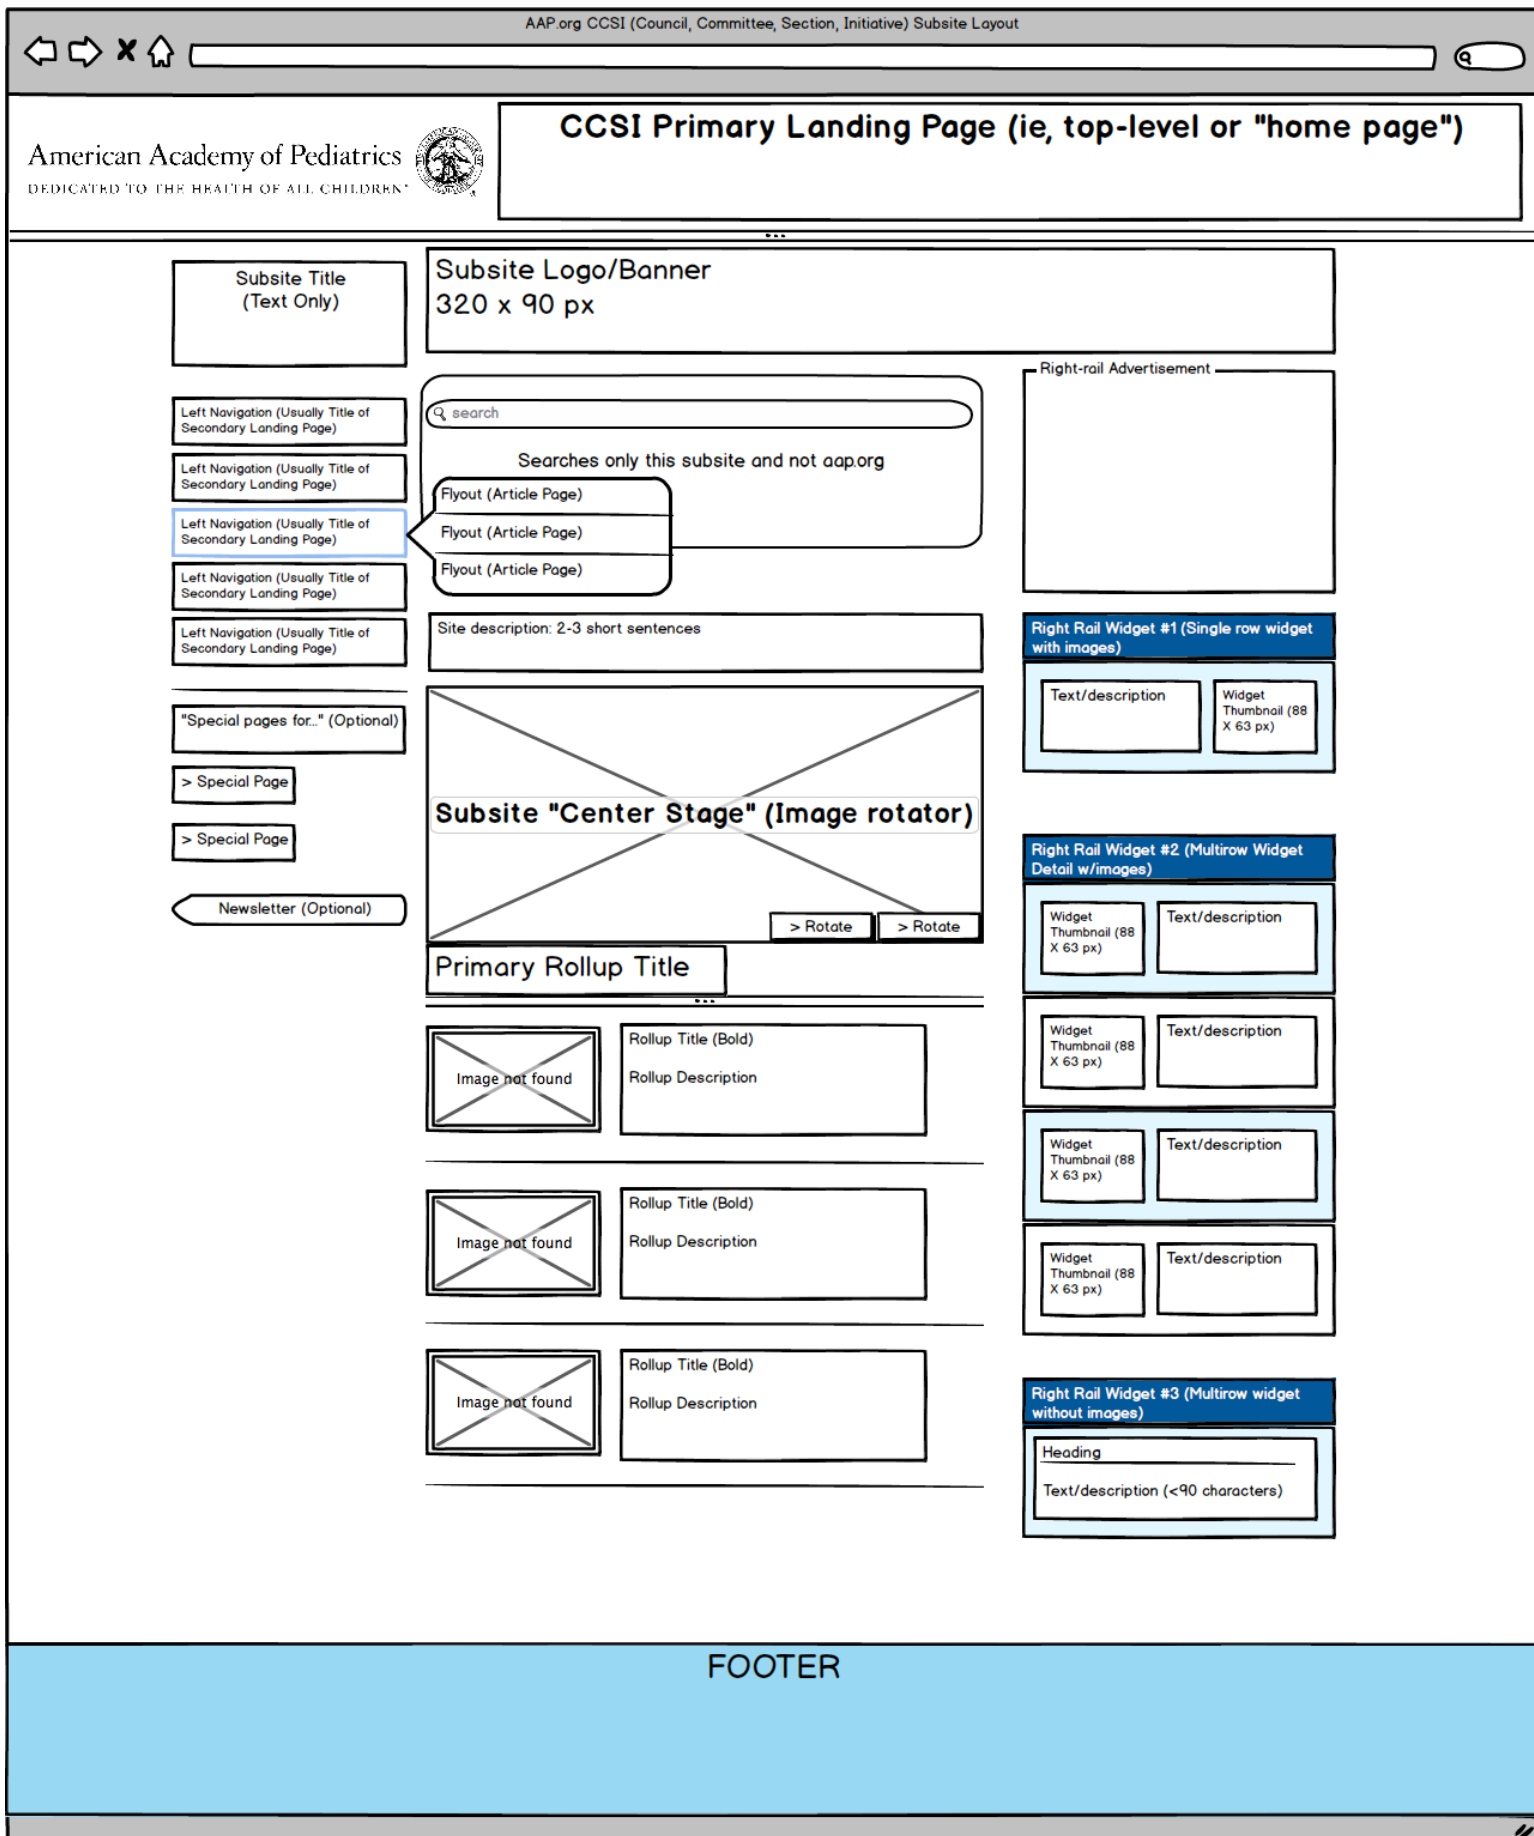 AAP.org CCSI (Council, Committee, Section, Initiative) Subsite Layout
American Academy of Pediatrics
DEDICATED TO THE HEALTH OF ALL CHILDREN®
CCSI Primary Landing Page (ie, top-level or "home page")
Subsite Title
(Text Only)
Subsite Logo/Banner
320 x 90 px
Left Navigation (Usually Title of
Secondary Landing Page)
Left Navigation (Usually Title of
Secondary Landing Page)
Left Navigation (Usually Title of
Secondary Landing Page)
Left Navigation (Usually Title of
Secondary Landing Page)
Left Navigation (Usually Title of
Secondary Landing Page)
"Special pages for..." (Optional)
> Special Page
> Special Page
Newsletter (Optional)
search
Searches only this subsite and not aap.org
Flyout (Article Page)
Flyout (Article Page)
Flyout (Article Page)
Site description: 2-3 short sentences
Subsite "Center Stage" (Image rotator)
> Rotate
> Rotate
Primary Rollup Title
Image not found
Rollup Title (Bold)
Rollup Description
Image not found
Rollup Title (Bold)
Rollup Description
Image not found
Rollup Title (Bold)
Rollup Description
Right-rail Advertisement
Right Rail Widget #1 (Single row widget
with images)
Text/description
Widget
Thumbnail (88
X 63 px)
Right Rail Widget #2 (Multirow Widget
Detail w/images)
Widget
Thumbnail (88
X 63 px)
Text/description
Widget
Thumbnail (88
X 63 px)
Text/description
Widget
Thumbnail (88
X 63 px)
Text/description
Widget
Thumbnail (88
X 63 px)
Text/description
Right Rail Widget #3 (Multirow widget
without images)
Heading
Text/description (<90 characters)
FOOTER